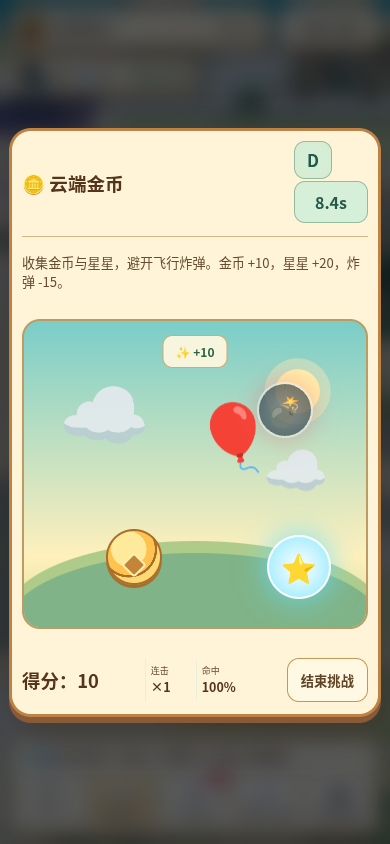 云端金币
D
8.4s
收集金币与星星，避开飞行炸弹。金币 +10，星星 +20，炸
弹 -15。
+10
得分：10
连击
×1
命中
100%
结束挑战